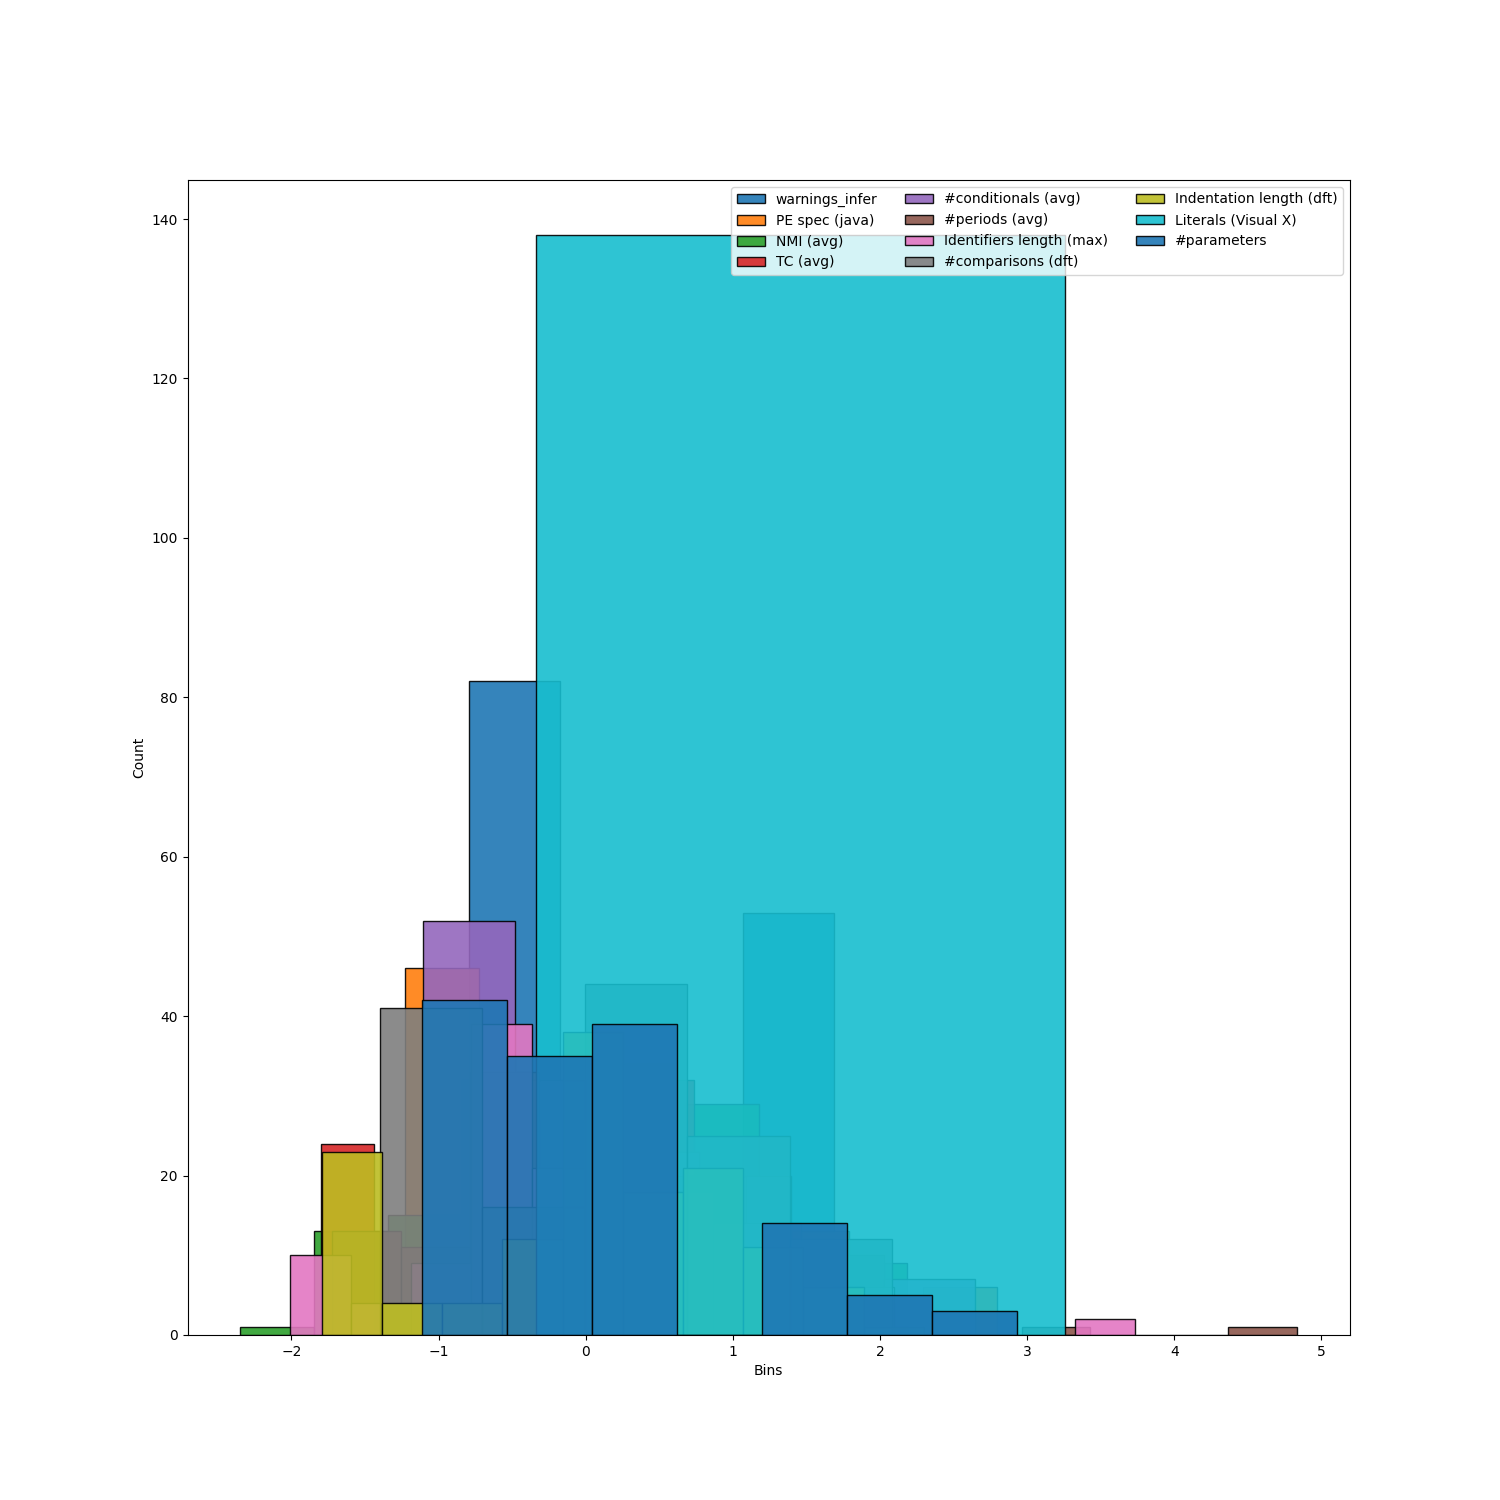 warnings_infer
PE spec (java)
NMI (avg)
TC (avg)
#conditionals (avg)
#periods (avg)
Identifiers length (max)
#comparisons (dft)
Indentation length (dft)
Literals (Visual X)
#parameters
140
120
100
80
60
40
20
0
Count
−2
−1
0
1
2
3
4
5
Bins